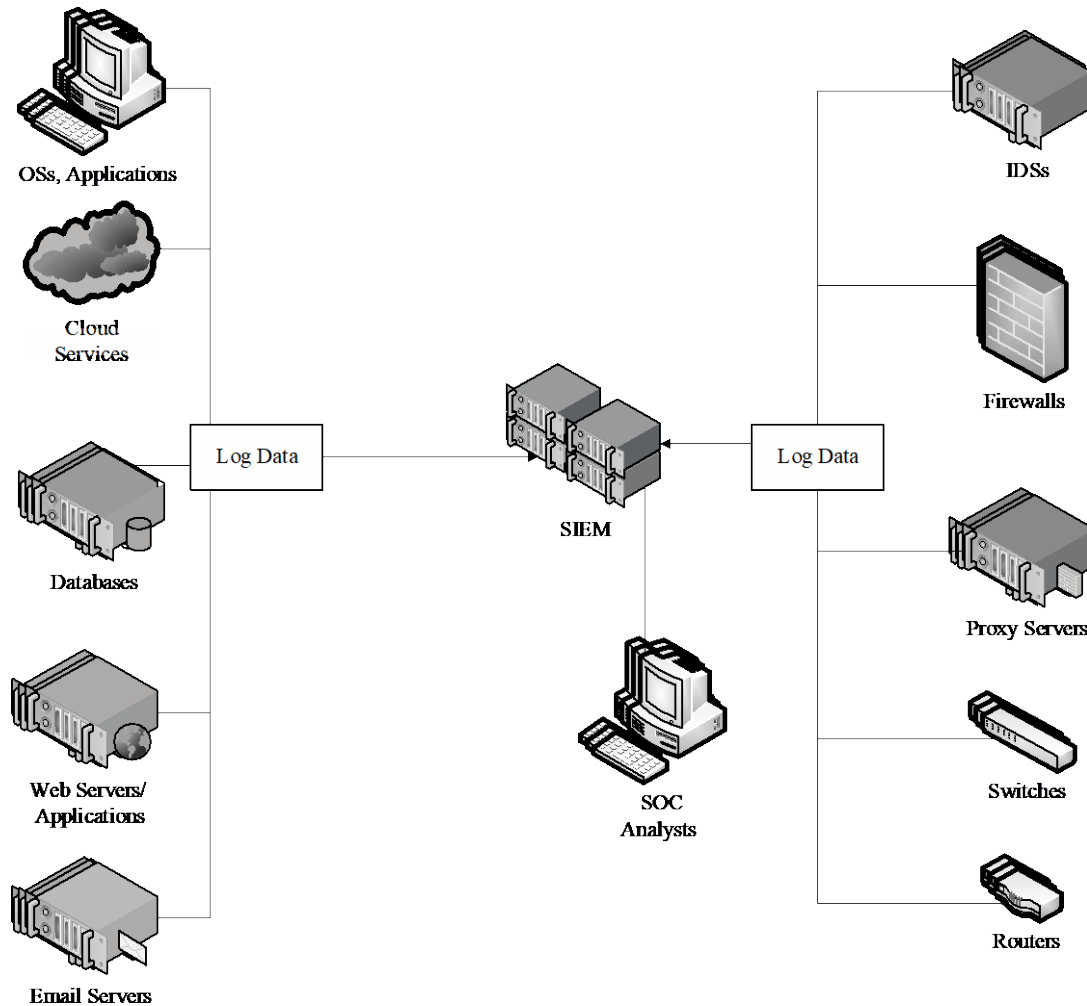 OSs, Applications
Cloud
Services
Log Data
Databases
Web Servers/
Applications
Email Servers
SIEM
SOC
Analysts
Log Data
IDSs
Firewalls
Proxy Servers
Switches
Routers